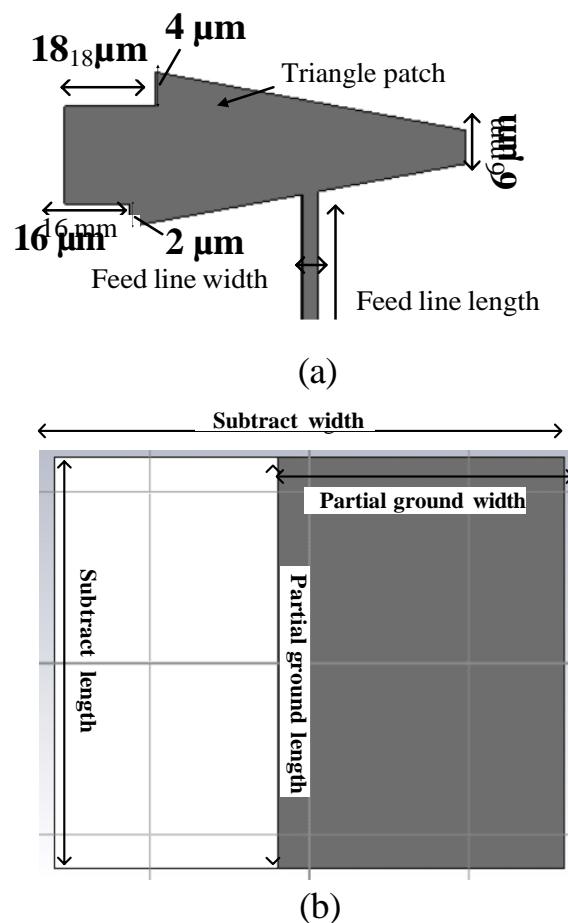 4 μm
18 18 μm
Triangle patch
6 μm
16 mm
16 μm
2 μm
Feed line width
Feed line length
(a)
Subtract width
Partial ground width
Subtract length
Partial ground length
(b)